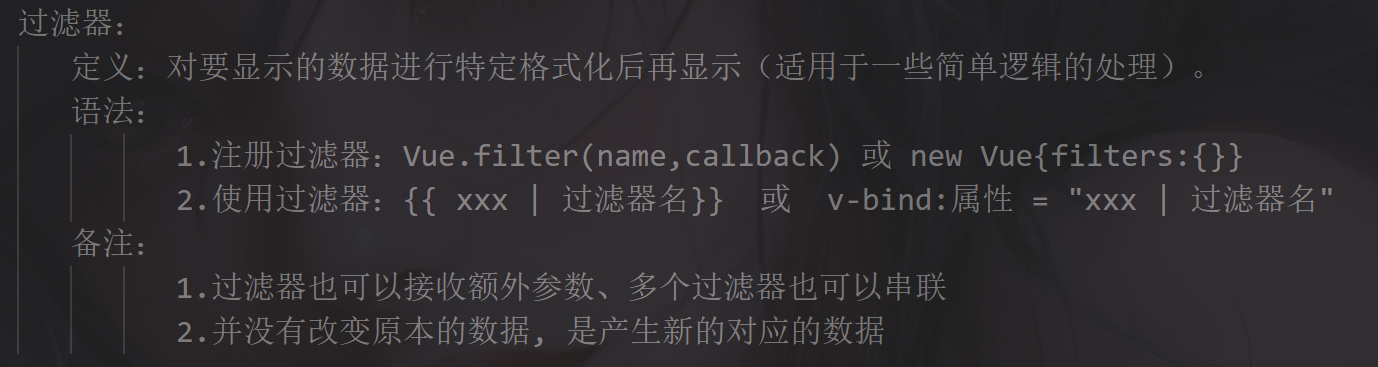 过滤器：
定义：对要显示的数据进行特定格式化后再显示（适用于一些简单逻辑的处理）。
语法：
1.注册过滤器：Vue.filter(name,callback) 或 new Vue{filters:{}}
2.使用过滤器：{{ xxx | 过滤器名}} 或 v-bind:属性 = "xxx | 过滤器名"
备注：
1.过滤器也可以接收额外参数、多个过滤器也可以串联
2.并没有改变原本的数据, 是产生新的对应的数据